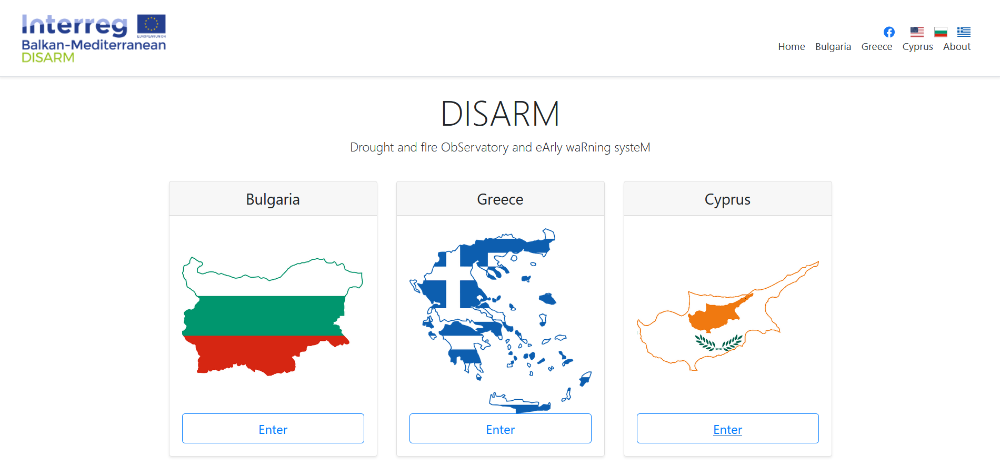 Interreg
EUROPEAN UNION
Balkan-Mediterranean
DISARM
Home Bulgaria Greece Cyprus About
DISARM
Drought and fIre ObServatory and eArly waRning systeM
Bulgaria
Greece
Cyprus
Enter
Enter
Enter